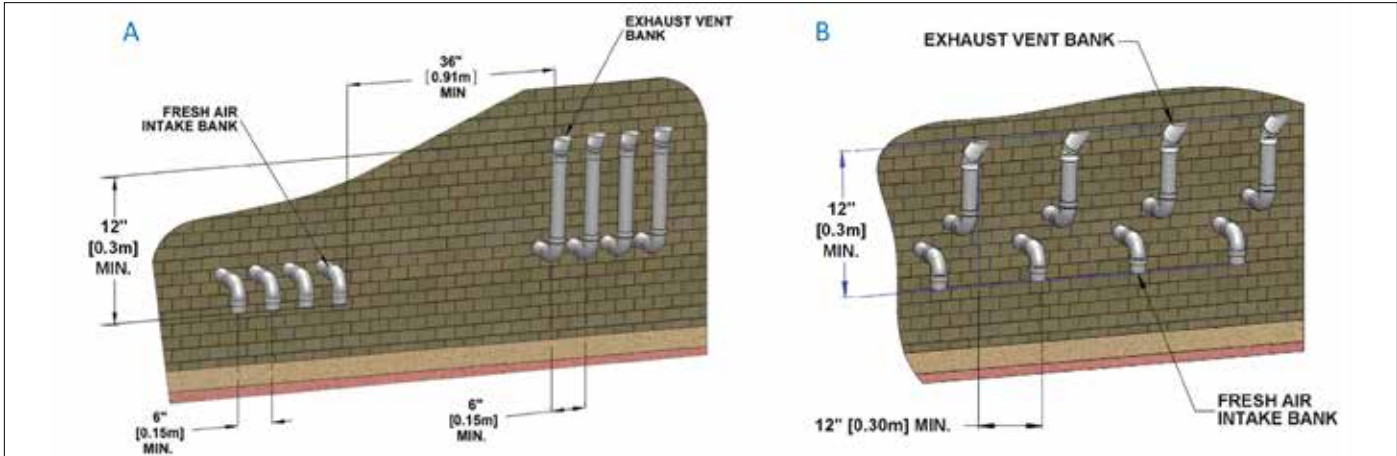 A
EXHAUST VENT
BANK
36"
[0.91m]
MIN
FRESH AIR
INTAKE BANK
12"
[0.3m]
MIN.
6"
[0.15m]
MIN.
6"
[0.15m]
MIN.
B
EXHAUST VENT BANK
12"
[0.3m]
MIN.
12" [0.30m] MIN.
FRESH AIR
INTAKE BANK